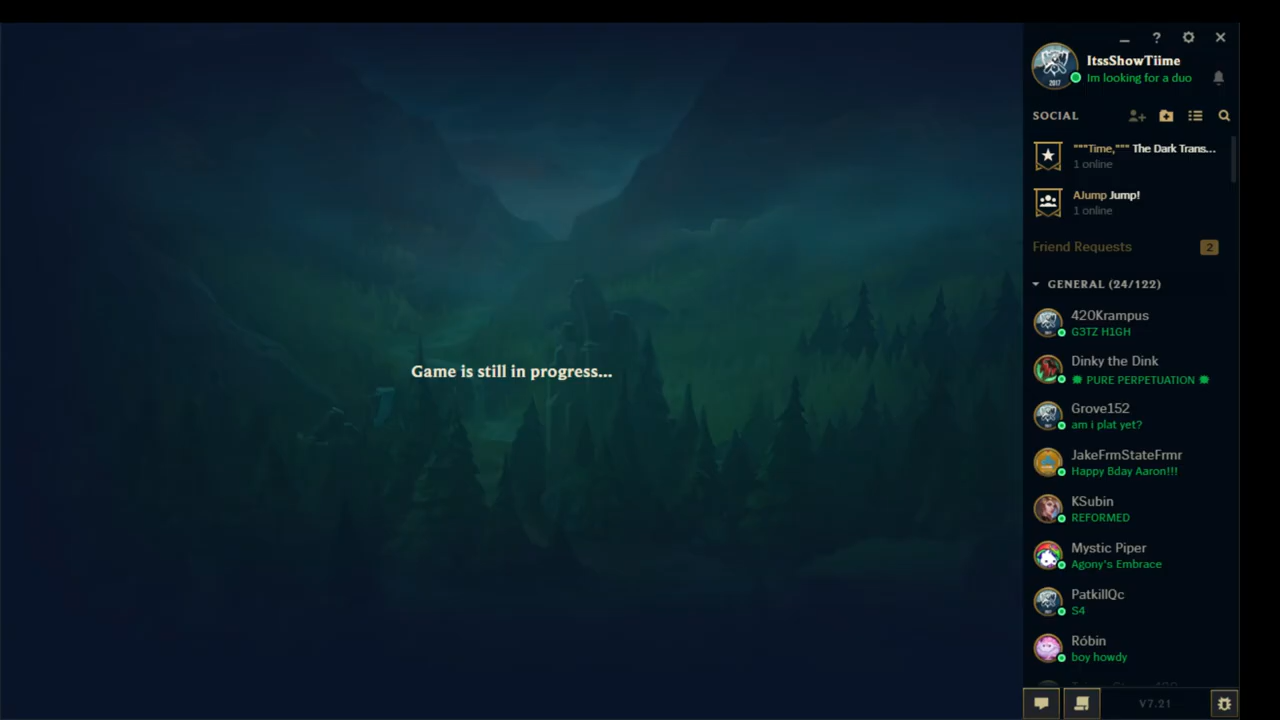 ?
ItssShowTiime
2017
Im looking for a duo
SOCIAL
"""Time,""" The Dark Trans...
1 online
AJump Jump!
1 online
Friend Requests 2
GENERAL (24/122)
420Krampus
G3TZ H1GH
Dinky the Dink
PURE PERPETUATION
Grove152
am i plat yet?
JakeFrmStateFrmr
Happy Bday Aaron!!!
KSubin
REFORMED
Mystic Piper
Agony's Embrace
PatkillQc
S4
Róbin
boy howdy
V7.21
Game is still in progress...